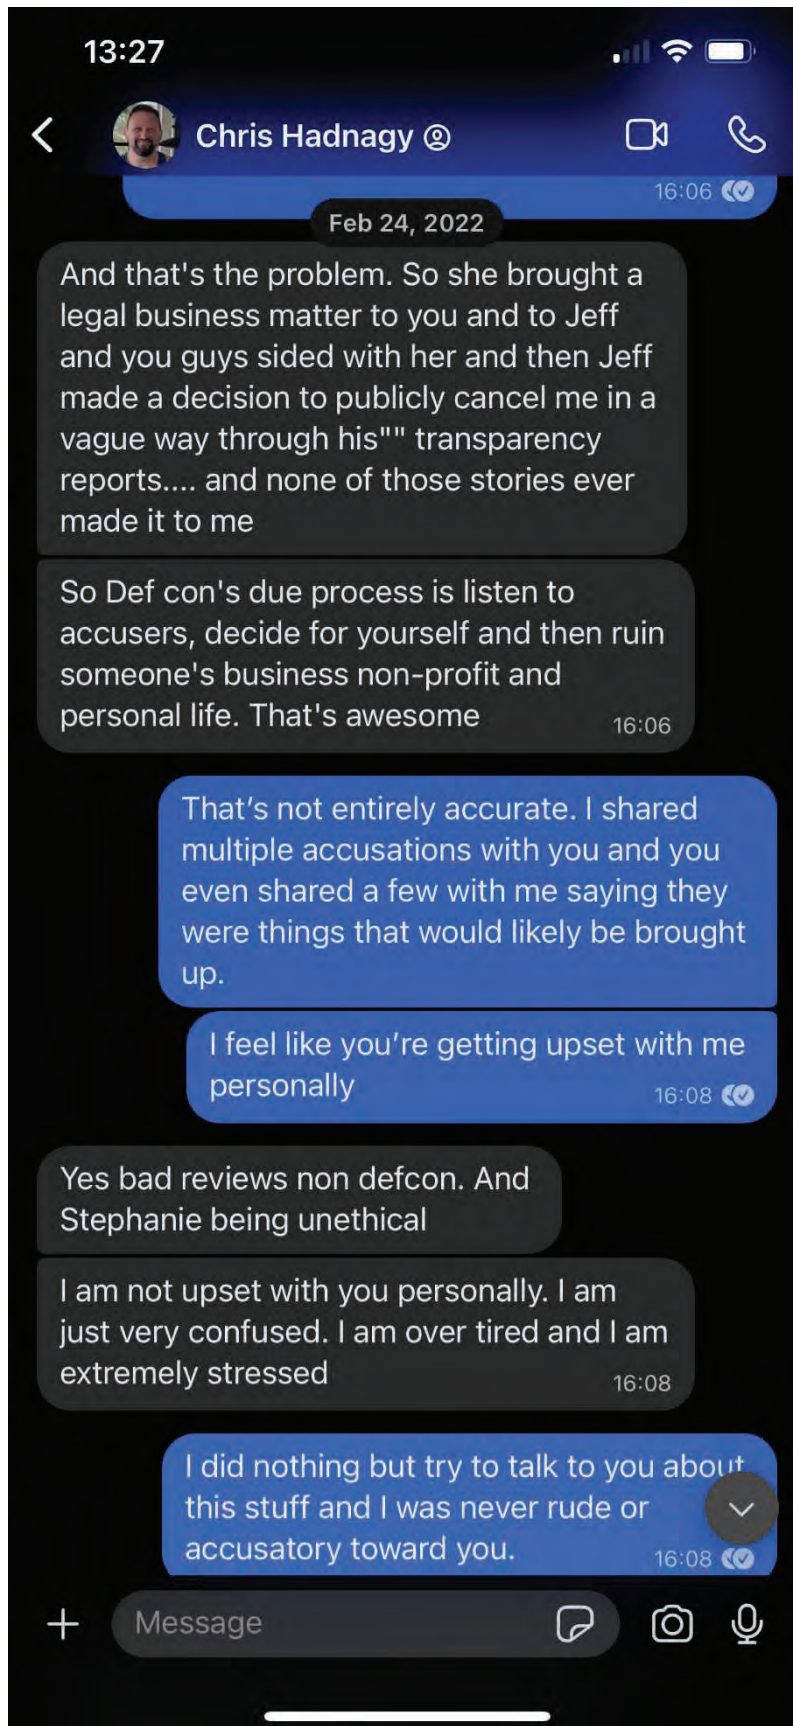 13:27
Chris Hadnagy
16:06
Feb 24, 2022
And that's the problem. So she brought a
legal business matter to you and to Jeff
and you guys sided with her and then Jeff
made a decision to publicly cancel me in a
vague way through his"" transparency
reports.... and none of those stories ever
made it to me
So Def con's due process is listen to
accusers, decide for yourself and then ruin
someone's business non-profit and
personal life. That's awesome
16:06
That's not entirely accurate. I shared
multiple accusations with you and you
even shared a few with me saying they
were things that would likely be brought
up.
I feel like you're getting upset with me
personally
16:08
Yes bad reviews non defcon. And
Stephanie being unethical
I am not upset with you personally. I am
just very confused. I am over tired and I am
extremely stressed
16:08
I did nothing but try to talk to you about
this stuff and I was never rude or
accusatory toward you.
16:08
Message